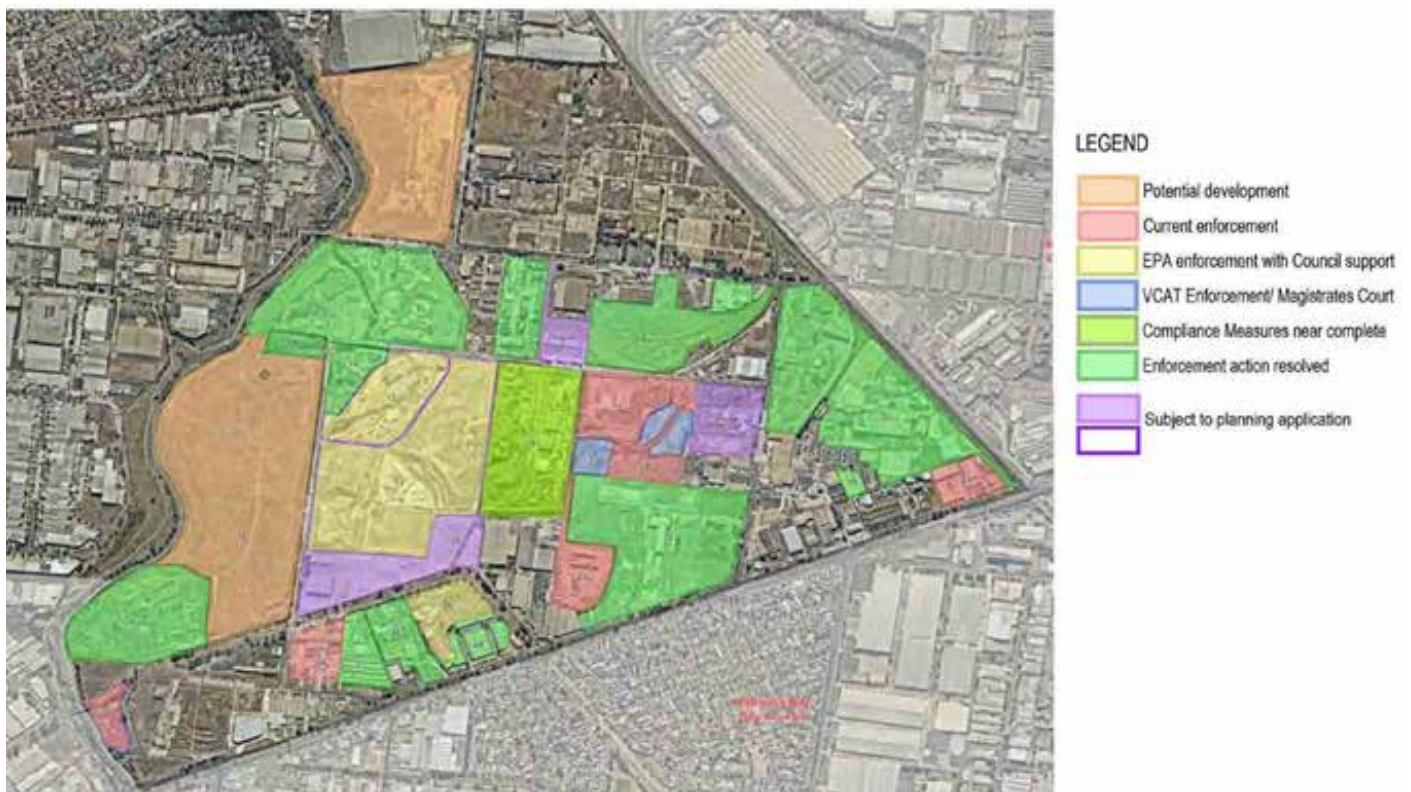 LEGEND
Potential development
Current enforcement
EPA enforcement with Council support
VCAT Enforcement/ Magistrates Court
Compliance Measures near complete
Enforcement action resolved
Subject to planning application